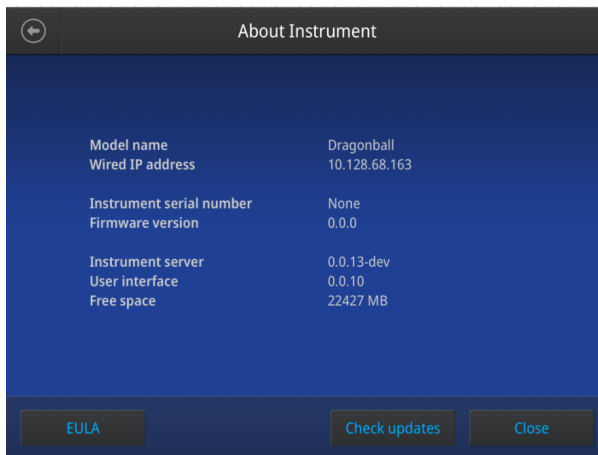 About Instrument
Model name Dragonball
Wired IP address 10.128.68.163
Instrument serial number None
Firmware version 0.0.0
Instrument server 0.0.13-dev
User interface 0.0.10
Free space 22427 MB
EULA Check updates Close